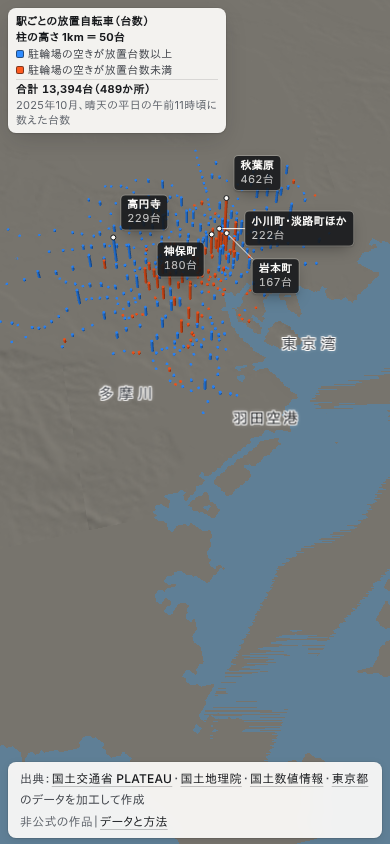 駅ごとの放置自転車（台数）
柱の高さ 1km ＝ 50台
駐輪場の空きが放置台数以上
駐輪場の空きが放置台数未満
合計 13,394台（489か所）
2025年10月、晴天の平日の午前11時頃に
数えた台数
秋葉原
462台
高円寺
229台
小川町・淡路町ほか
222台
神保町
180台
岩本町
167台
東京湾
多摩川
羽田空港
出典：国土交通省 PLATEAU・国土地理院・国土数値情報・東京都
のデータを加工して作成
非公式の作品 | データと方法